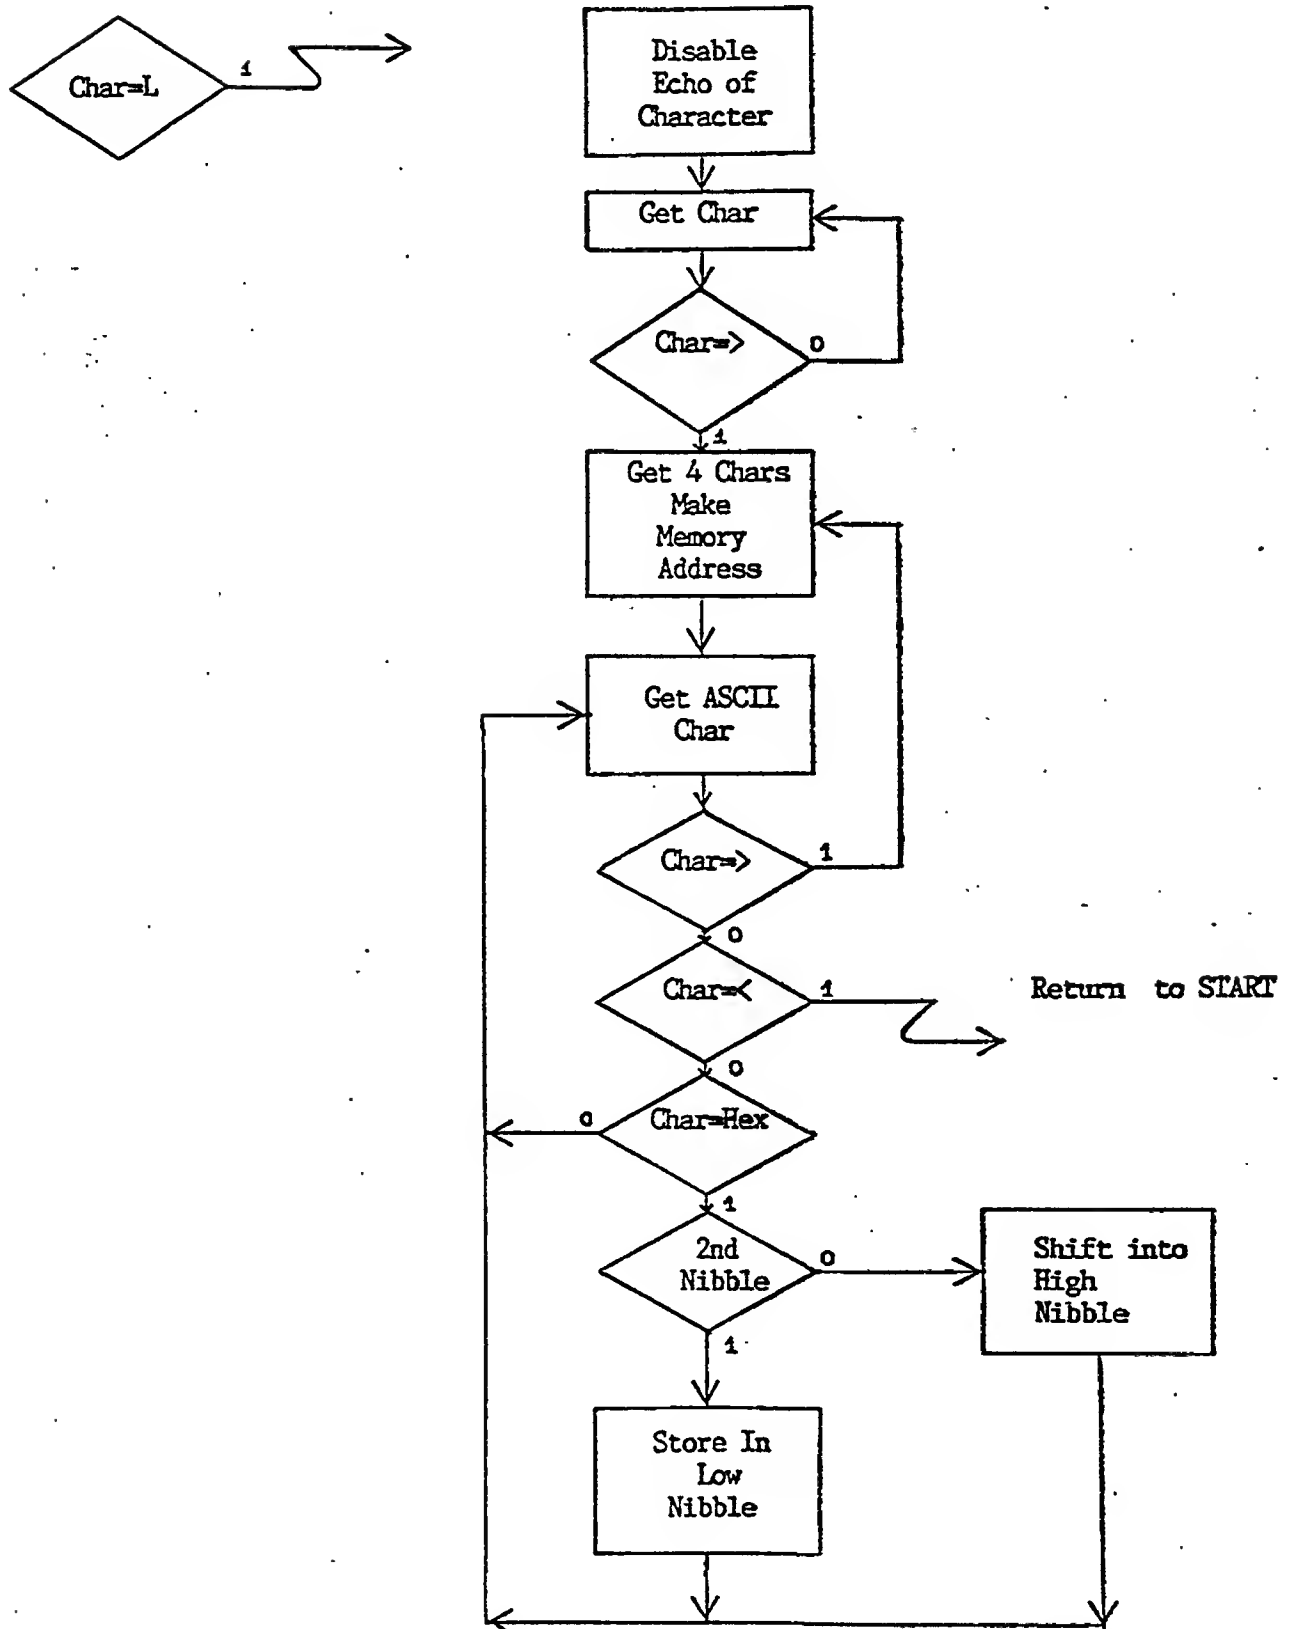 Char=L
1
Disable
Echo of
Character
Get Char
Char=>
0
1
Get 4 Chars
Make
Memory
Address
Get ASCII
Char
Char=>
1
0
Char=<
1
Return to START
0
Char=Hex
0
1
2nd
Nibble
0
1
Shift into
High
Nibble
Store In
Low
Nibble